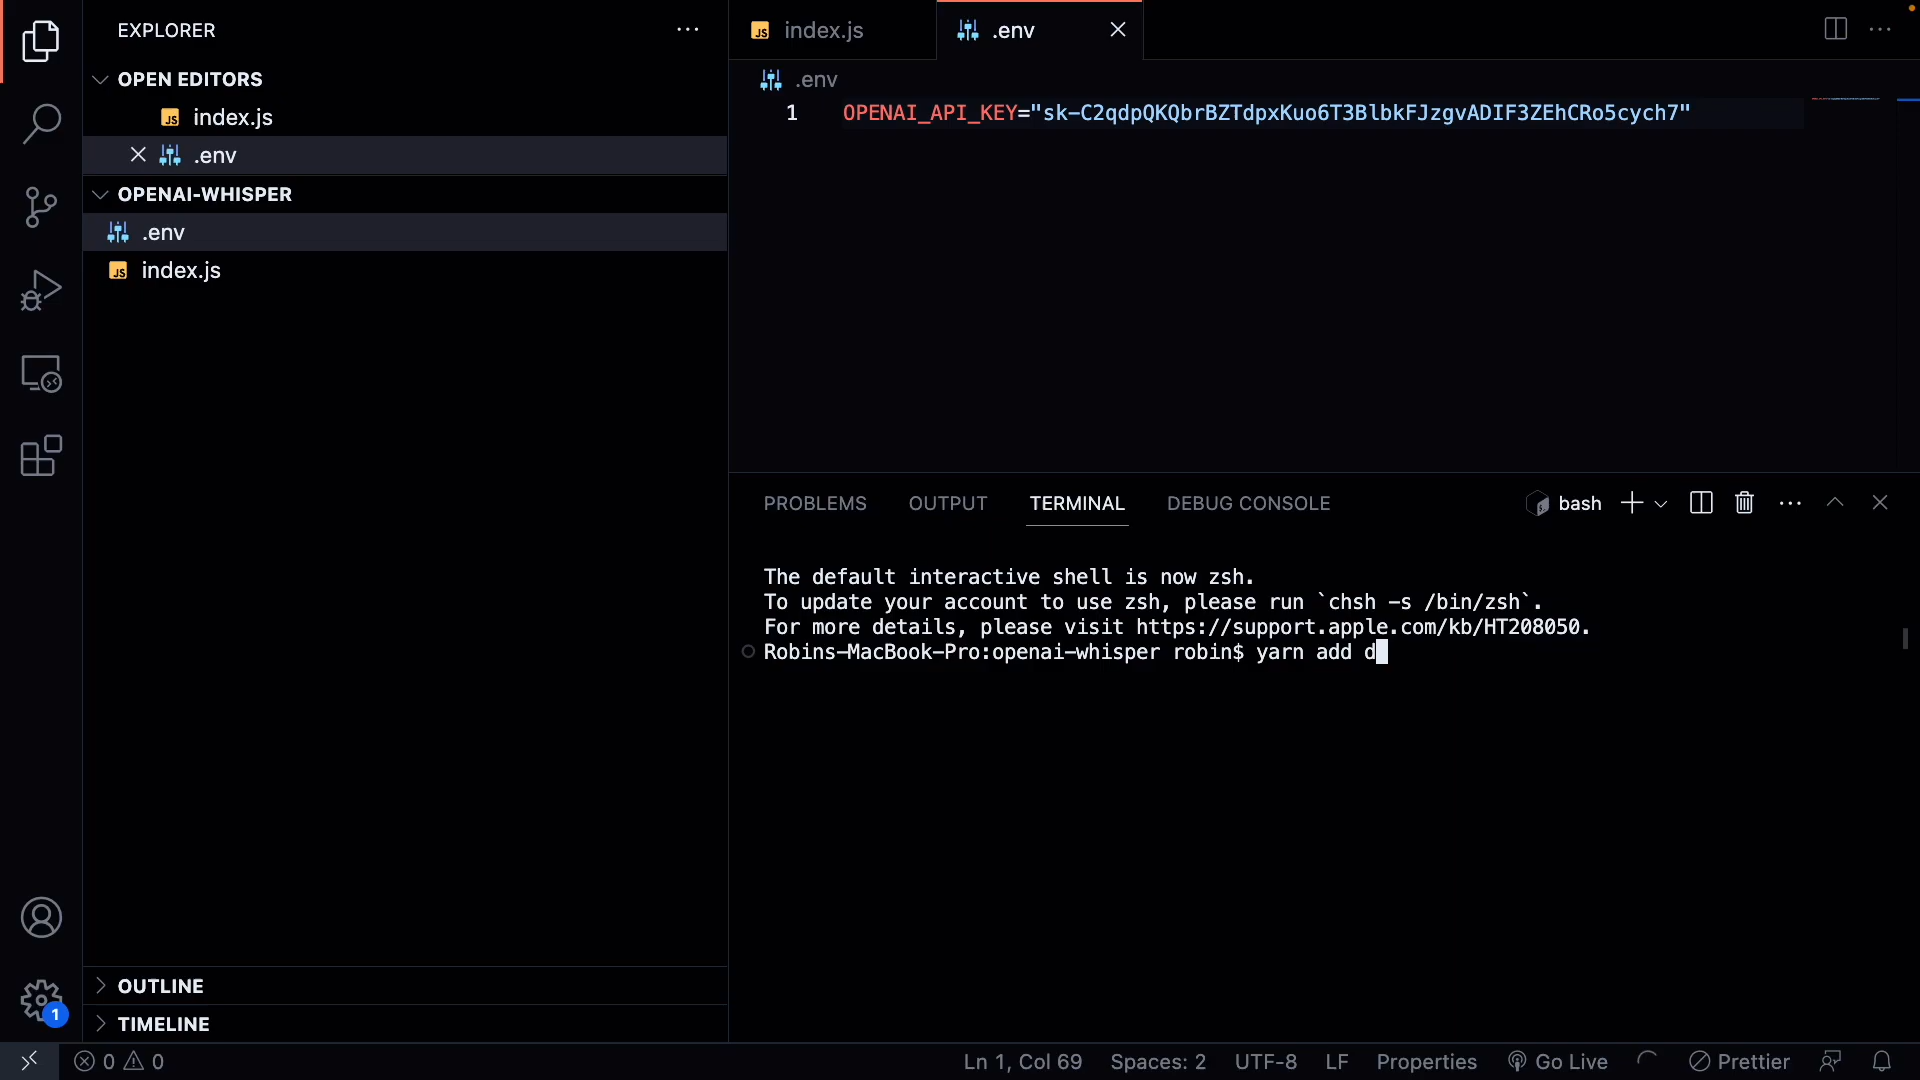 EXPLORER
OPEN EDITORS
index.js
.env
OPENAI-WHISPER
.env
index.js
OUTLINE
TIMELINE
index.js
.env
.env
1 OPENAI_API_KEY="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"
PROBLEMS OUTPUT TERMINAL DEBUG CONSOLE bash
The default interactive shell is now zsh.
To update your account to use zsh, please run `chsh -s /bin/zsh`.
For more details, please visit https://support.apple.com/kb/HT208050.
Robins-MacBook-Pro:openai-whisper robin$ yarn add d
1
0 0 Ln 1, Col 69 Spaces: 2 UTF-8 LF Properties Go Live Prettier